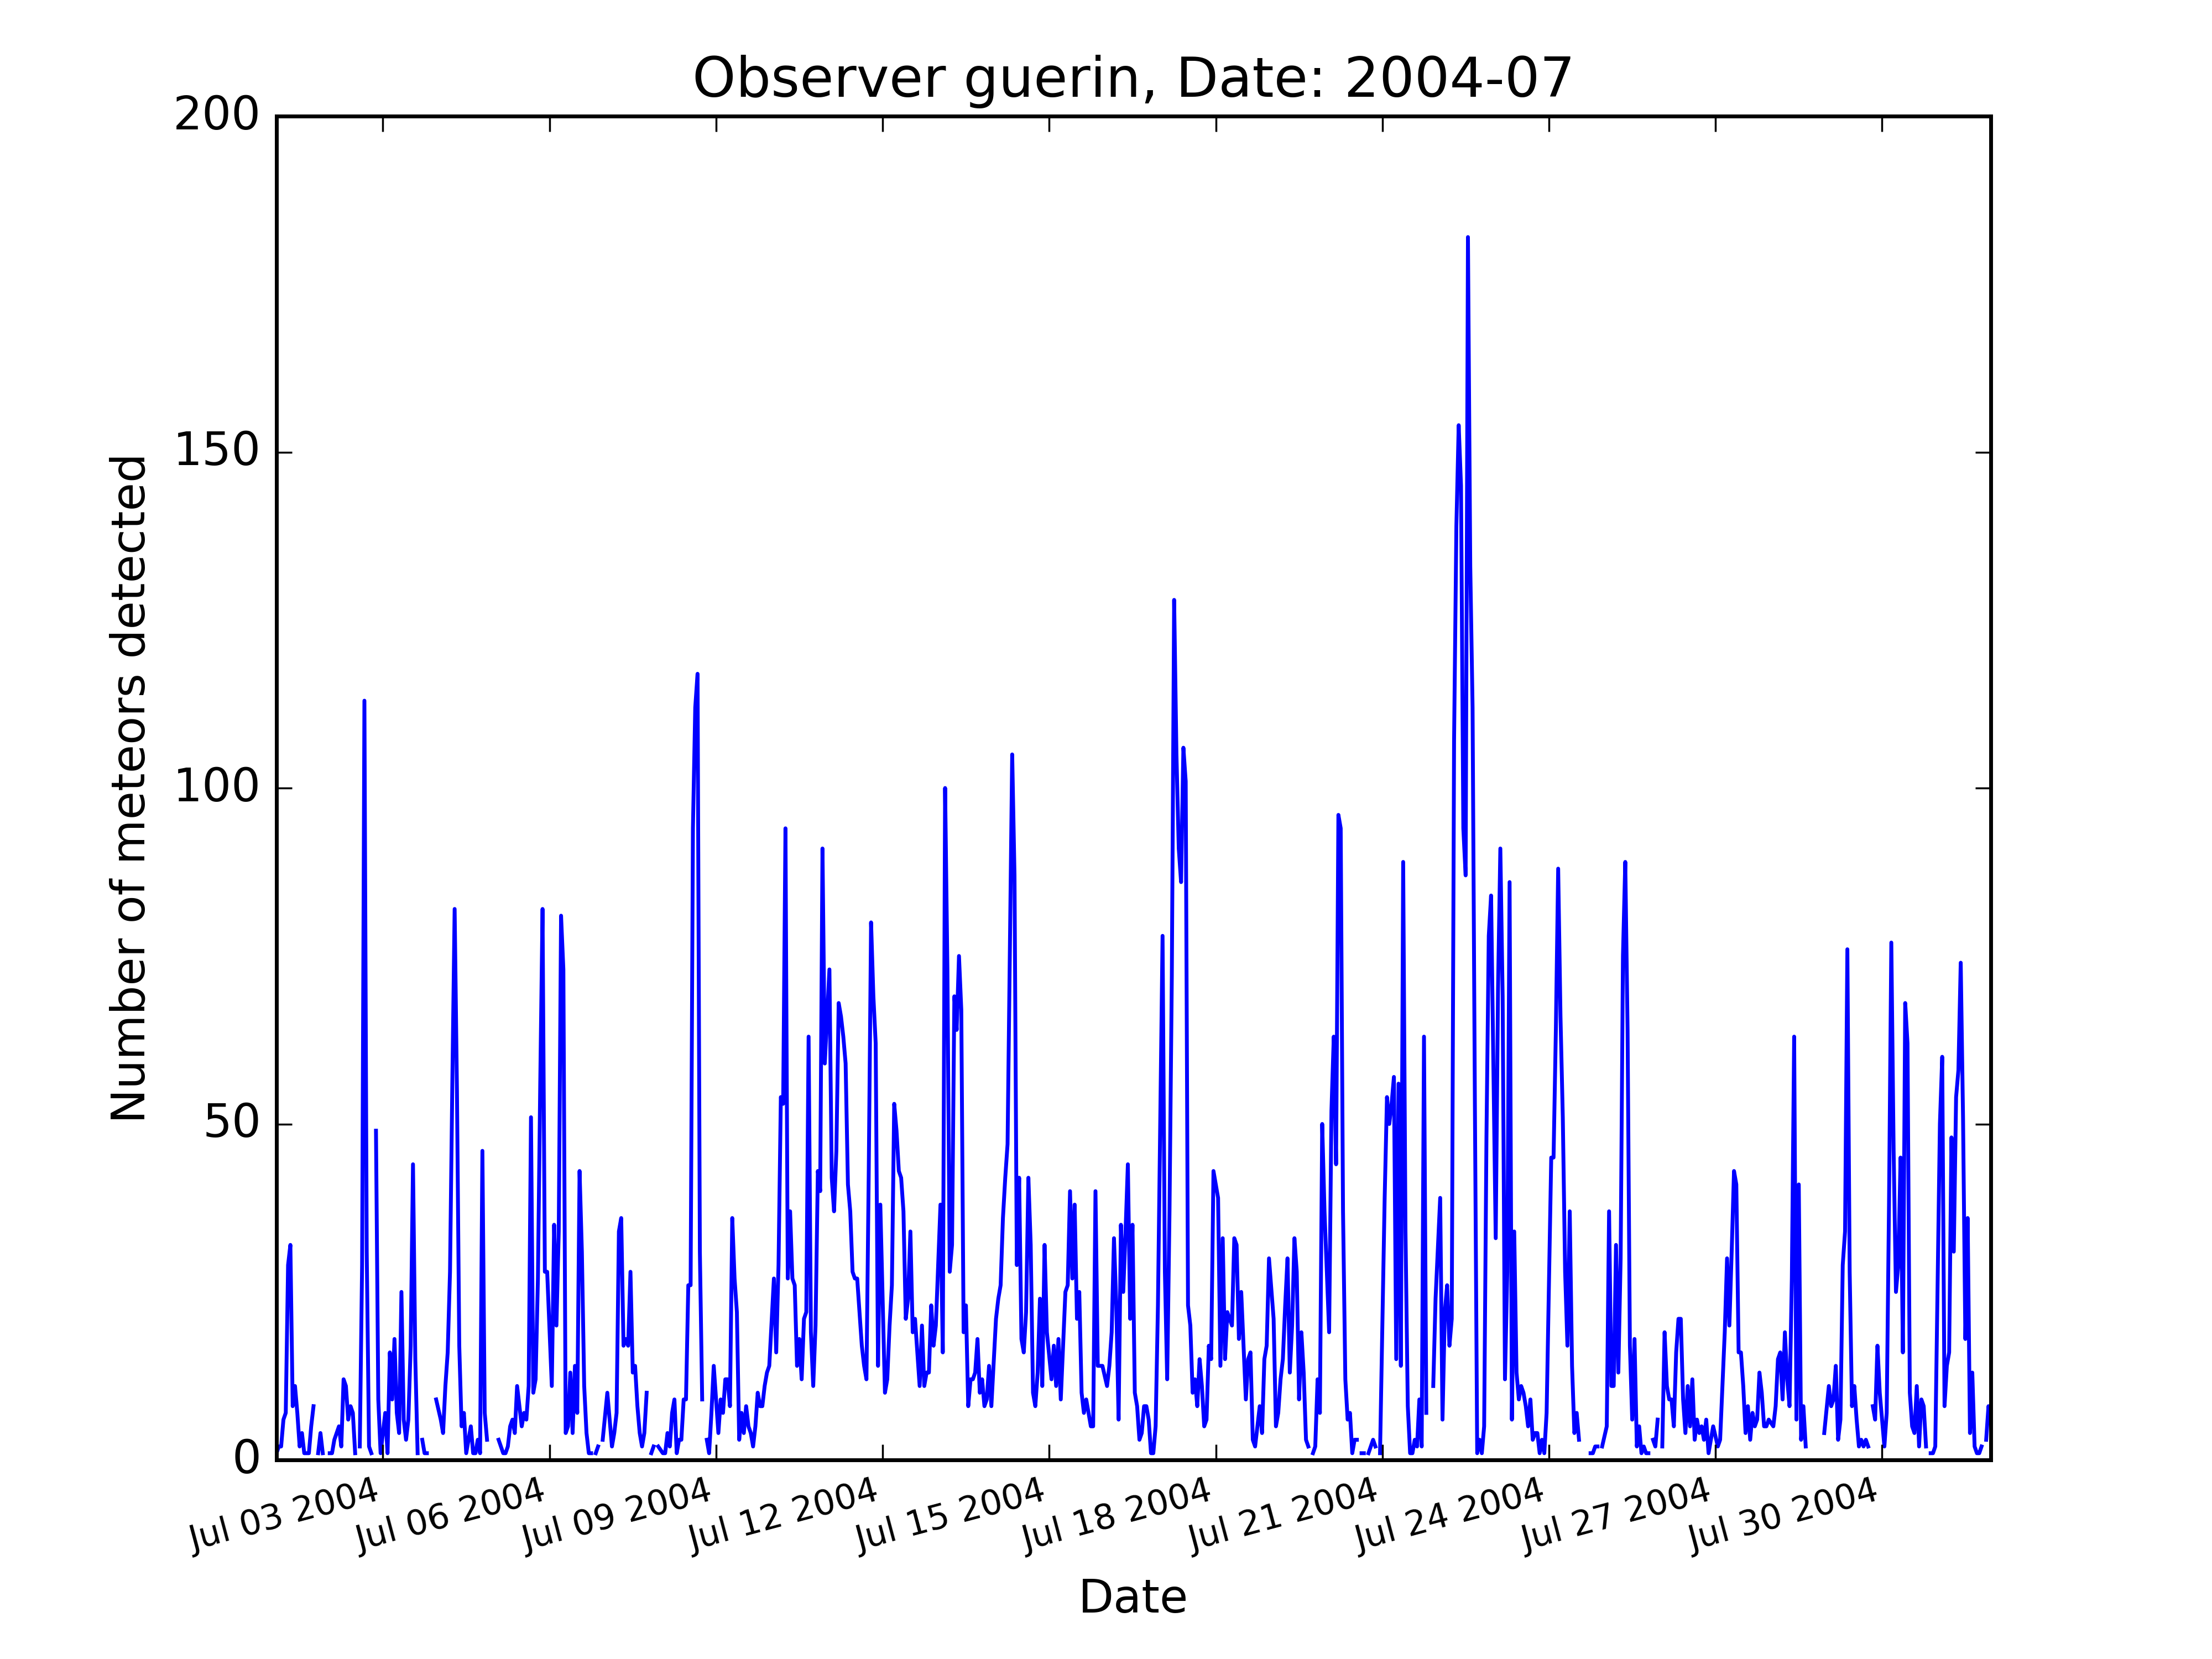 Observer guerin, Date: 2004-07
200
150
100
50
0
Number of meteors detected
Jul 03 2004
Jul 06 2004
Jul 09 2004
Jul 12 2004
Jul 15 2004
Jul 18 2004
Jul 21 2004
Jul 24 2004
Jul 27 2004
Jul 30 2004
Date